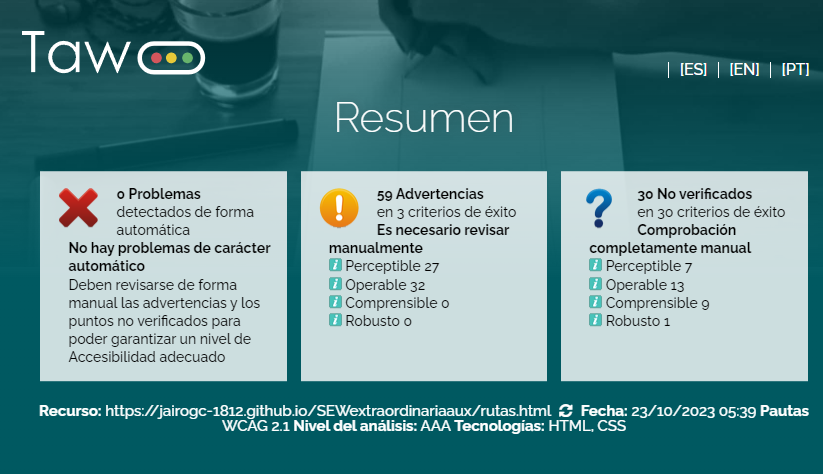 Taw
[ES] [EN] [PT]
Resumen
0 Problemas
detectados de forma
automática
No hay problemas de carácter
automático
Deben revisarse de forma
manual las advertencias y los
puntos no verificados para
poder garantizar un nivel de
Accesibilidad adecuado
59 Advertencias
en 3 criterios de éxito
Es necesario revisar
manualmente
Perceptible 27
Operable 32
Comprensible 0
Robusto 0
30 No verificados
en 30 criterios de éxito
Comprobación
completamente manual
Perceptible 7
Operable 13
Comprensible 9
Robusto 1
Recurso: https://jairogc-1812.github.io/SEWextraordinariaaux/rutas.html Fecha: 23/10/2023 05:39 Pautas
WCAG 2.1 Nivel del análisis: AAA Tecnologías: HTML, CSS